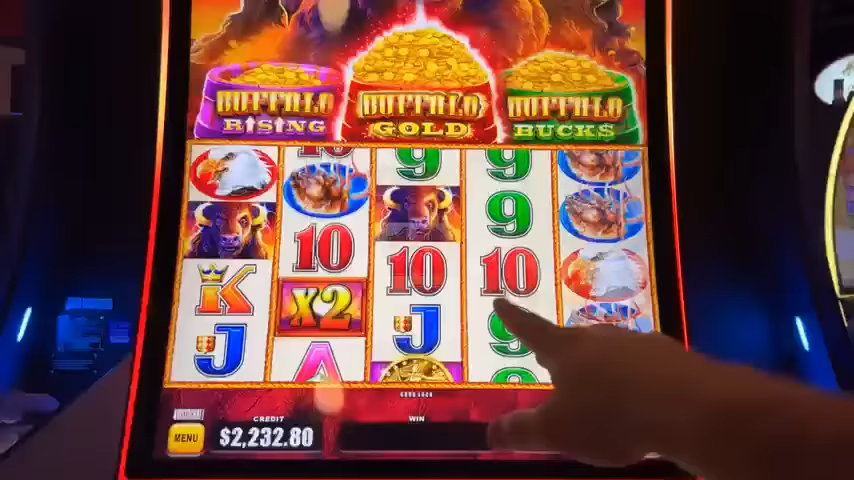 BUFFALO
RISING
BUFFALO
GOLD
BUFFALO
BUCKS
10
9
9
9
10
10
10
K
X2
9
J
J
A
9
CREDIT
WIN
MENU
$2,232.80